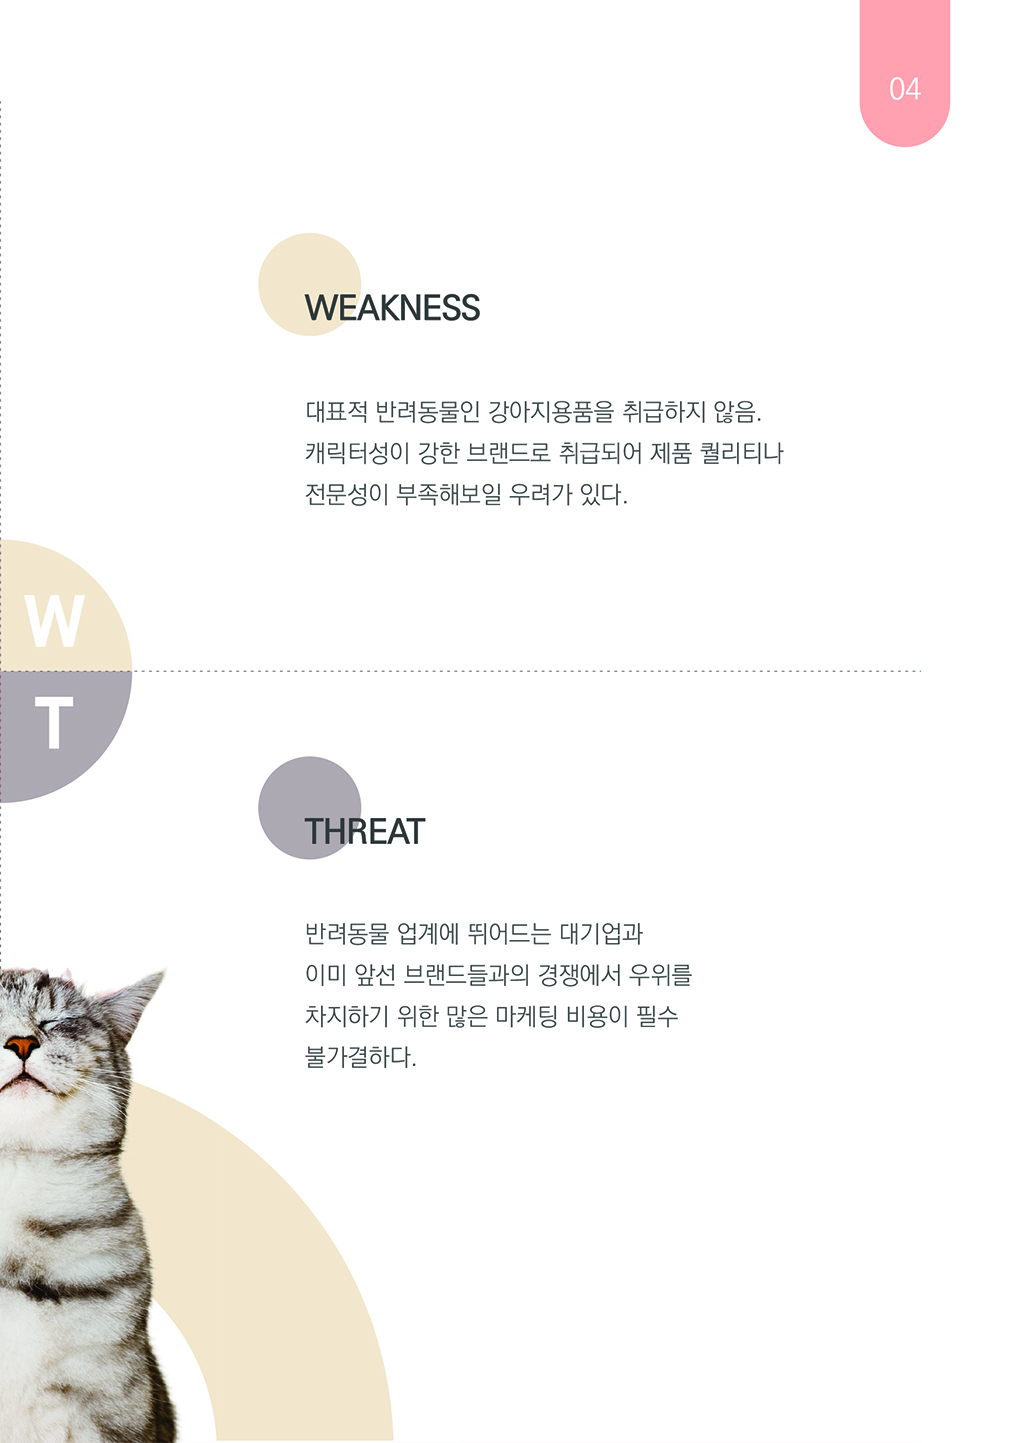 04
WEAKNESS
대표적 반려동물인 강아지용품을 취급하지 않음.
캐릭터성이 강한 브랜드로 취급되어 제품 퀄리티나
전문성이 부족해보일 우려가 있다.
W
T
THREAT
반려동물 업계에 뛰어드는 대기업과
이미 앞선 브랜드들과의 경쟁에서 우위를
차지하기 위한 많은 마케팅 비용이 필수
불가결하다.